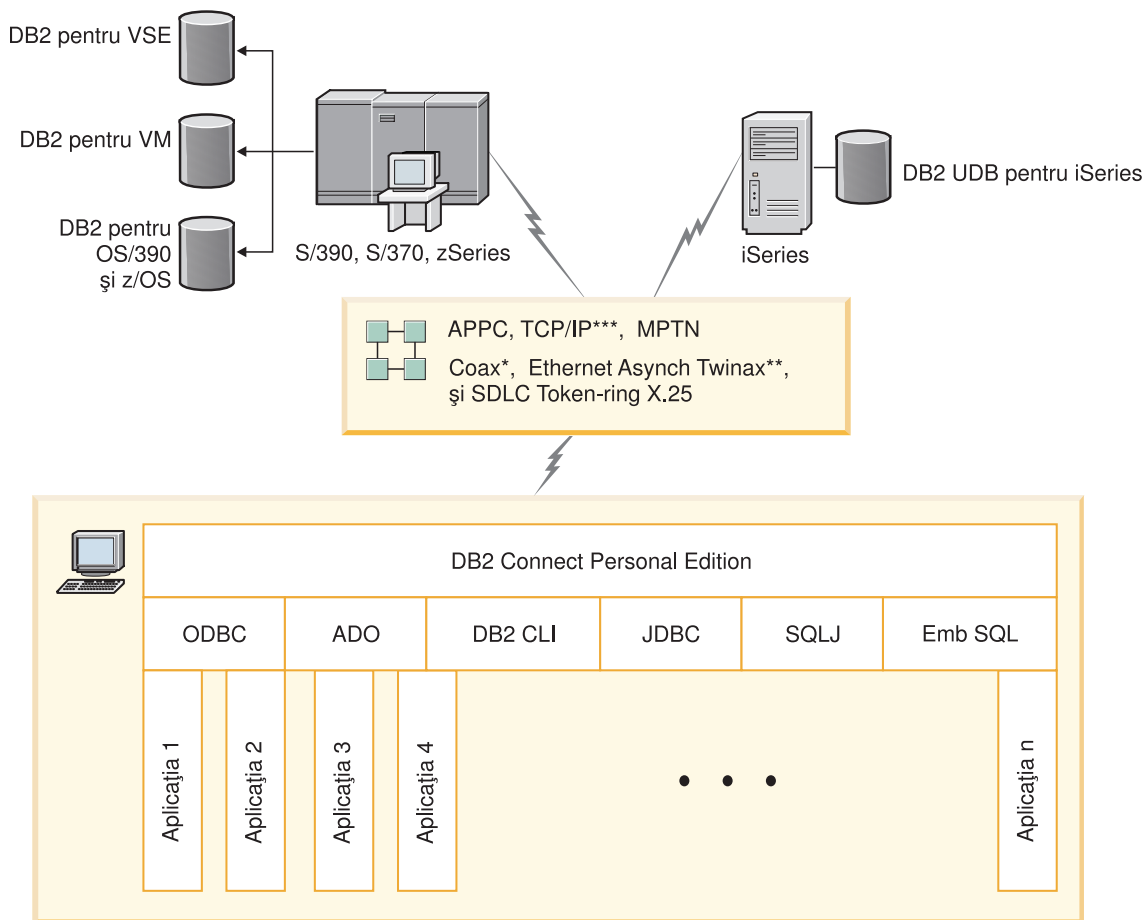 DB2 pentru VSE
DB2 pentru VM
DB2 pentru
OS/390
şi z/OS
S/390, S/370, zSeries
DB2 UDB pentru iSeries
iSeries
APPC, TCP/IP***, MPTN
Coax*, Ethernet Asynch Twinax**,
şi SDLC Token-ring X.25
DB2 Connect Personal Edition
ODBC
ADO
DB2 CLI
JDBC
SQLJ
Emb SQL
Aplicaţia 1
Aplicaţia 2
Aplicaţia 3
Aplicaţia 4
Aplicaţia n